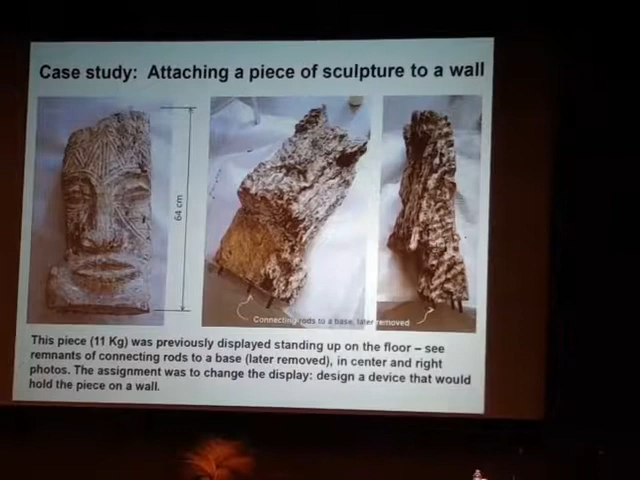 Case study: Attaching a piece of sculpture to a wall
64 cm
Connecting rods to a base, later removed
This piece (11 Kg) was previously displayed standing up on the floor – see
remnants of connecting rods to a base (later removed), in center and right
photos. The assignment was to change the display: design a device that would
hold the piece on a wall.